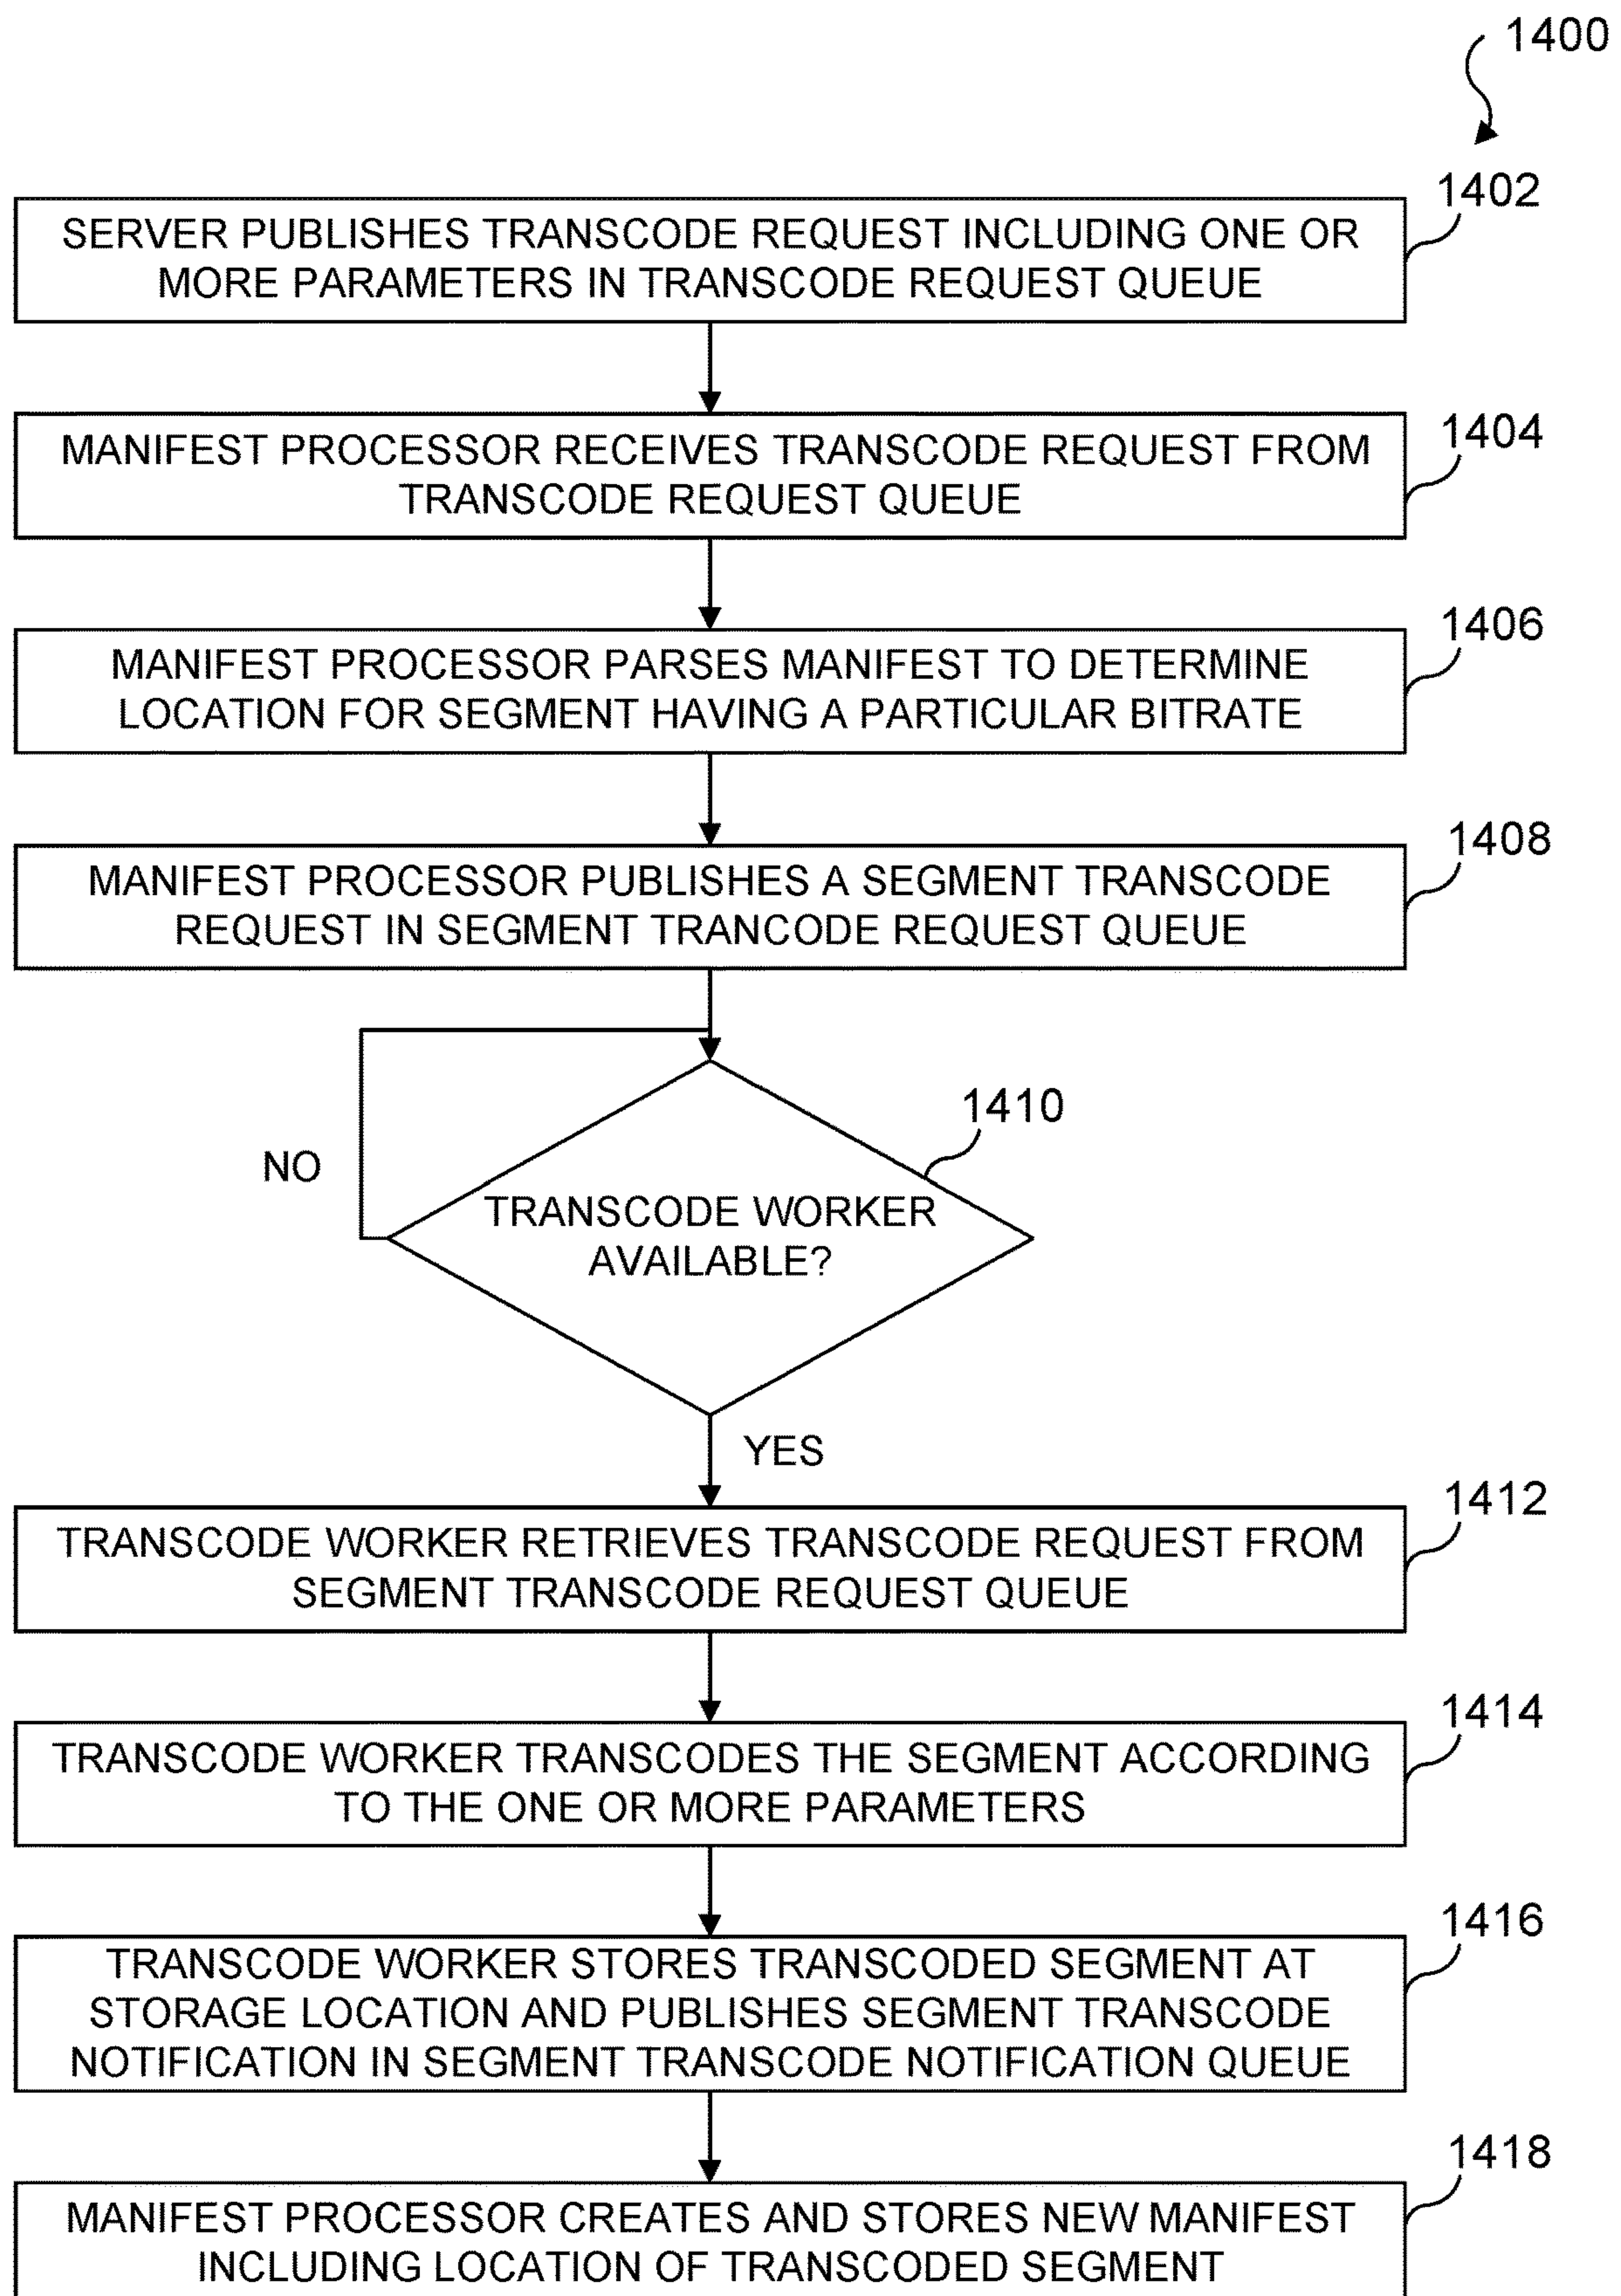 1400
1402
SERVER PUBLISHES TRANSCODE REQUEST INCLUDING ONE OR
MORE PARAMETERS IN TRANSCODE REQUEST QUEUE
1404
MANIFEST PROCESSOR RECEIVES TRANSCODE REQUEST FROM
TRANSCODE REQUEST QUEUE
1406
MANIFEST PROCESSOR PARSES MANIFEST TO DETERMINE
LOCATION FOR SEGMENT HAVING A PARTICULAR BITRATE
1408
MANIFEST PROCESSOR PUBLISHES A SEGMENT TRANSCODE
REQUEST IN SEGMENT TRANCODE REQUEST QUEUE
1410
NO
TRANSCODE WORKER
AVAILABLE?
YES
1412
TRANSCODE WORKER RETRIEVES TRANSCODE REQUEST FROM
SEGMENT TRANSCODE REQUEST QUEUE
1414
TRANSCODE WORKER TRANSCODES THE SEGMENT ACCORDING
TO THE ONE OR MORE PARAMETERS
1416
TRANSCODE WORKER STORES TRANSCODED SEGMENT AT
STORAGE LOCATION AND PUBLISHES SEGMENT TRANSCODE
NOTIFICATION IN SEGMENT TRANSCODE NOTIFICATION QUEUE
1418
MANIFEST PROCESSOR CREATES AND STORES NEW MANIFEST
INCLUDING LOCATION OF TRANSCODED SEGMENT